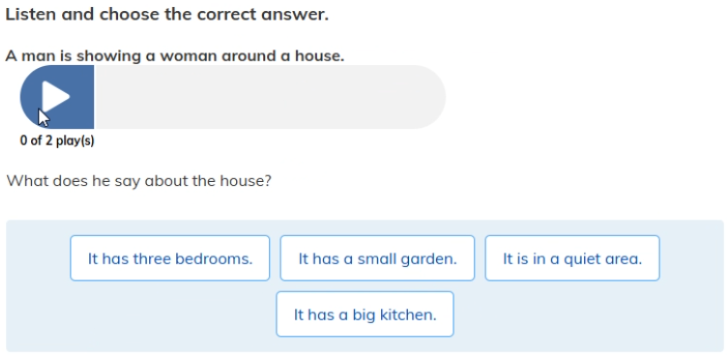 Listen and choose the correct answer.
A man is showing a woman around a house.
0 of 2 play(s)
What does he say about the house?
It has three bedrooms.
It has a small garden.
It is in a quiet area.
It has a big kitchen.